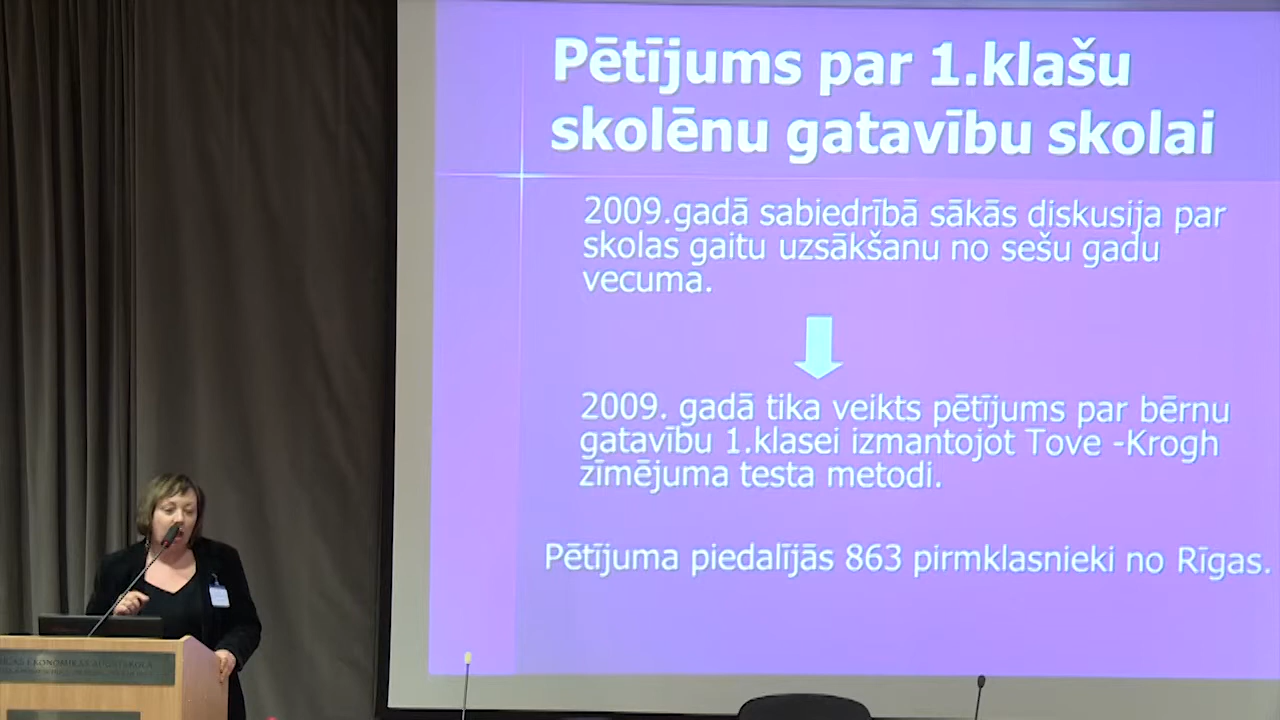 Pētījums par 1.klašu
skolēnu gatavību skolai
2009.gadā sabiedrībā sākās diskusija par
skolas gaitu uzsākšanu no sešu gadu
vecuma.
2009. gadā tika veikts pētījums par bērnu
gatavību 1.klasei izmantojot Tove -Krogh
zīmējuma testa metodi.
Pētījuma piedalījās 863 pirmklasnieki no Rīgas.
EKONOMIKAS AUGSTSKOLA